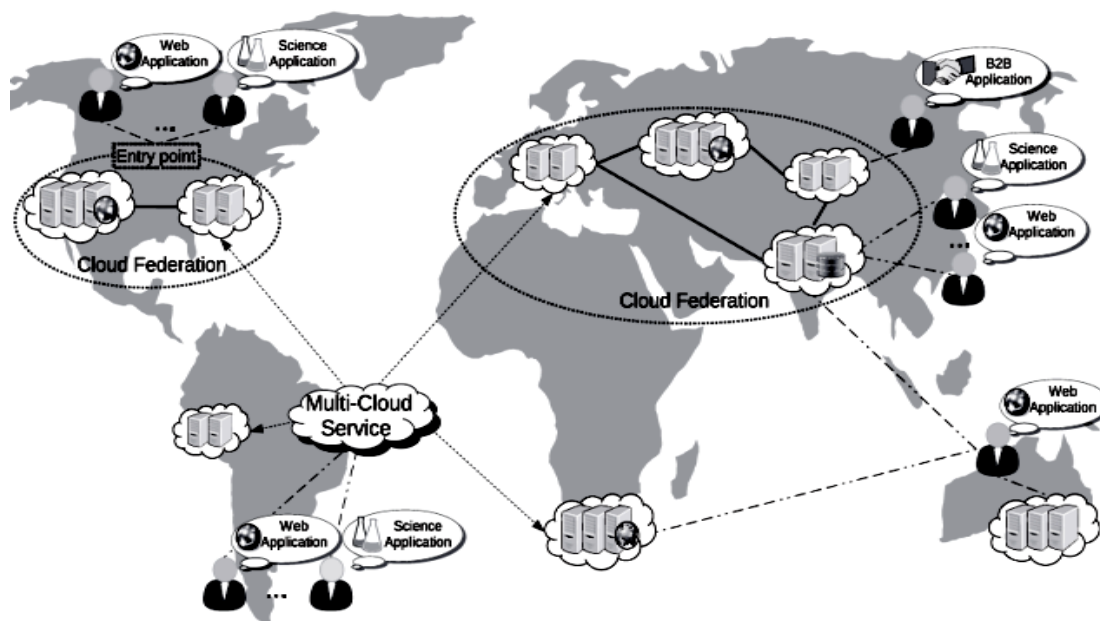 Web
Application
Science
Application
B2B
Application
Entry point
Science
Application
Web
Application
Cloud Federation
Cloud Federation
Multi-Cloud
Service
Web
Application
Web
Application
Science
Application